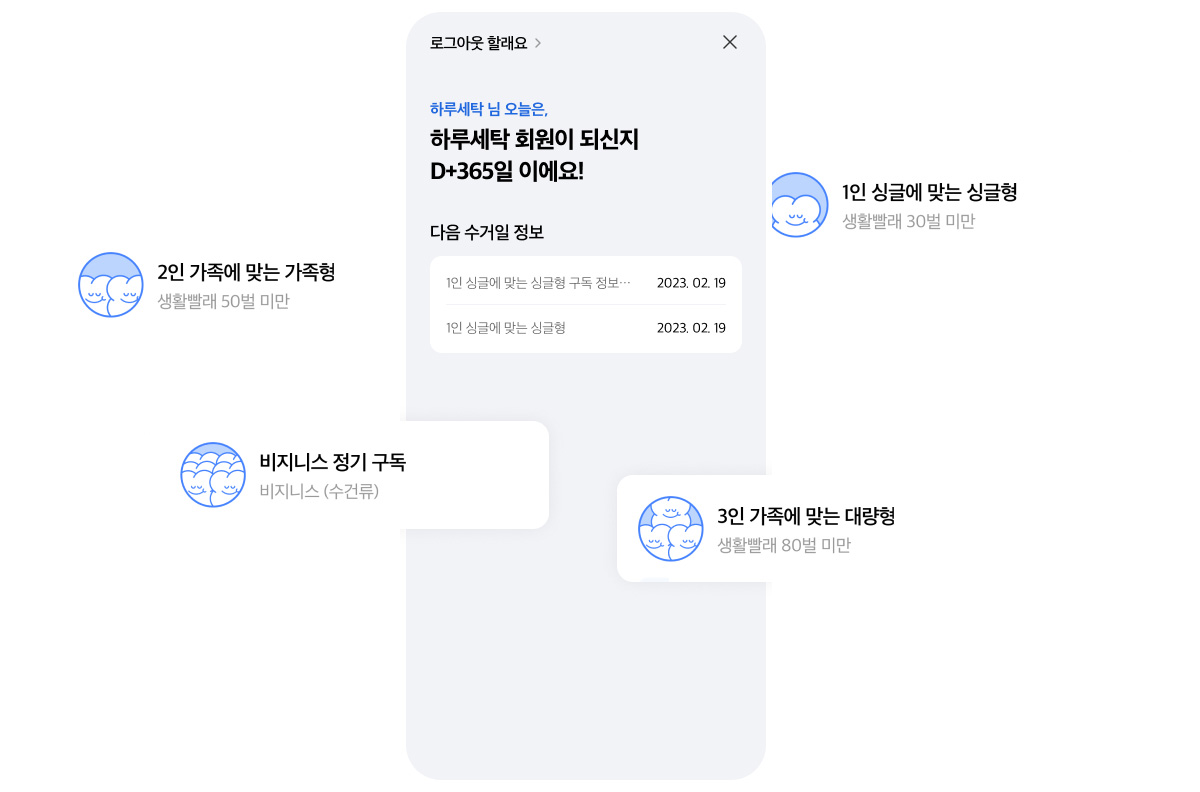 로그아웃 할래요
하루세탁 님 오늘은,
하루세탁 회원이 되신지
D+365일 이에요!
다음 수거일 정보
1인 싱글에 맞는 싱글형 구독 정보… 2023. 02. 19
1인 싱글에 맞는 싱글형 2023. 02. 19
1인 싱글에 맞는 싱글형
생활빨래 30벌 미만
2인 가족에 맞는 가족형
생활빨래 50벌 미만
비지니스 정기 구독
비지니스 (수건류)
3인 가족에 맞는 대량형
생활빨래 80벌 미만